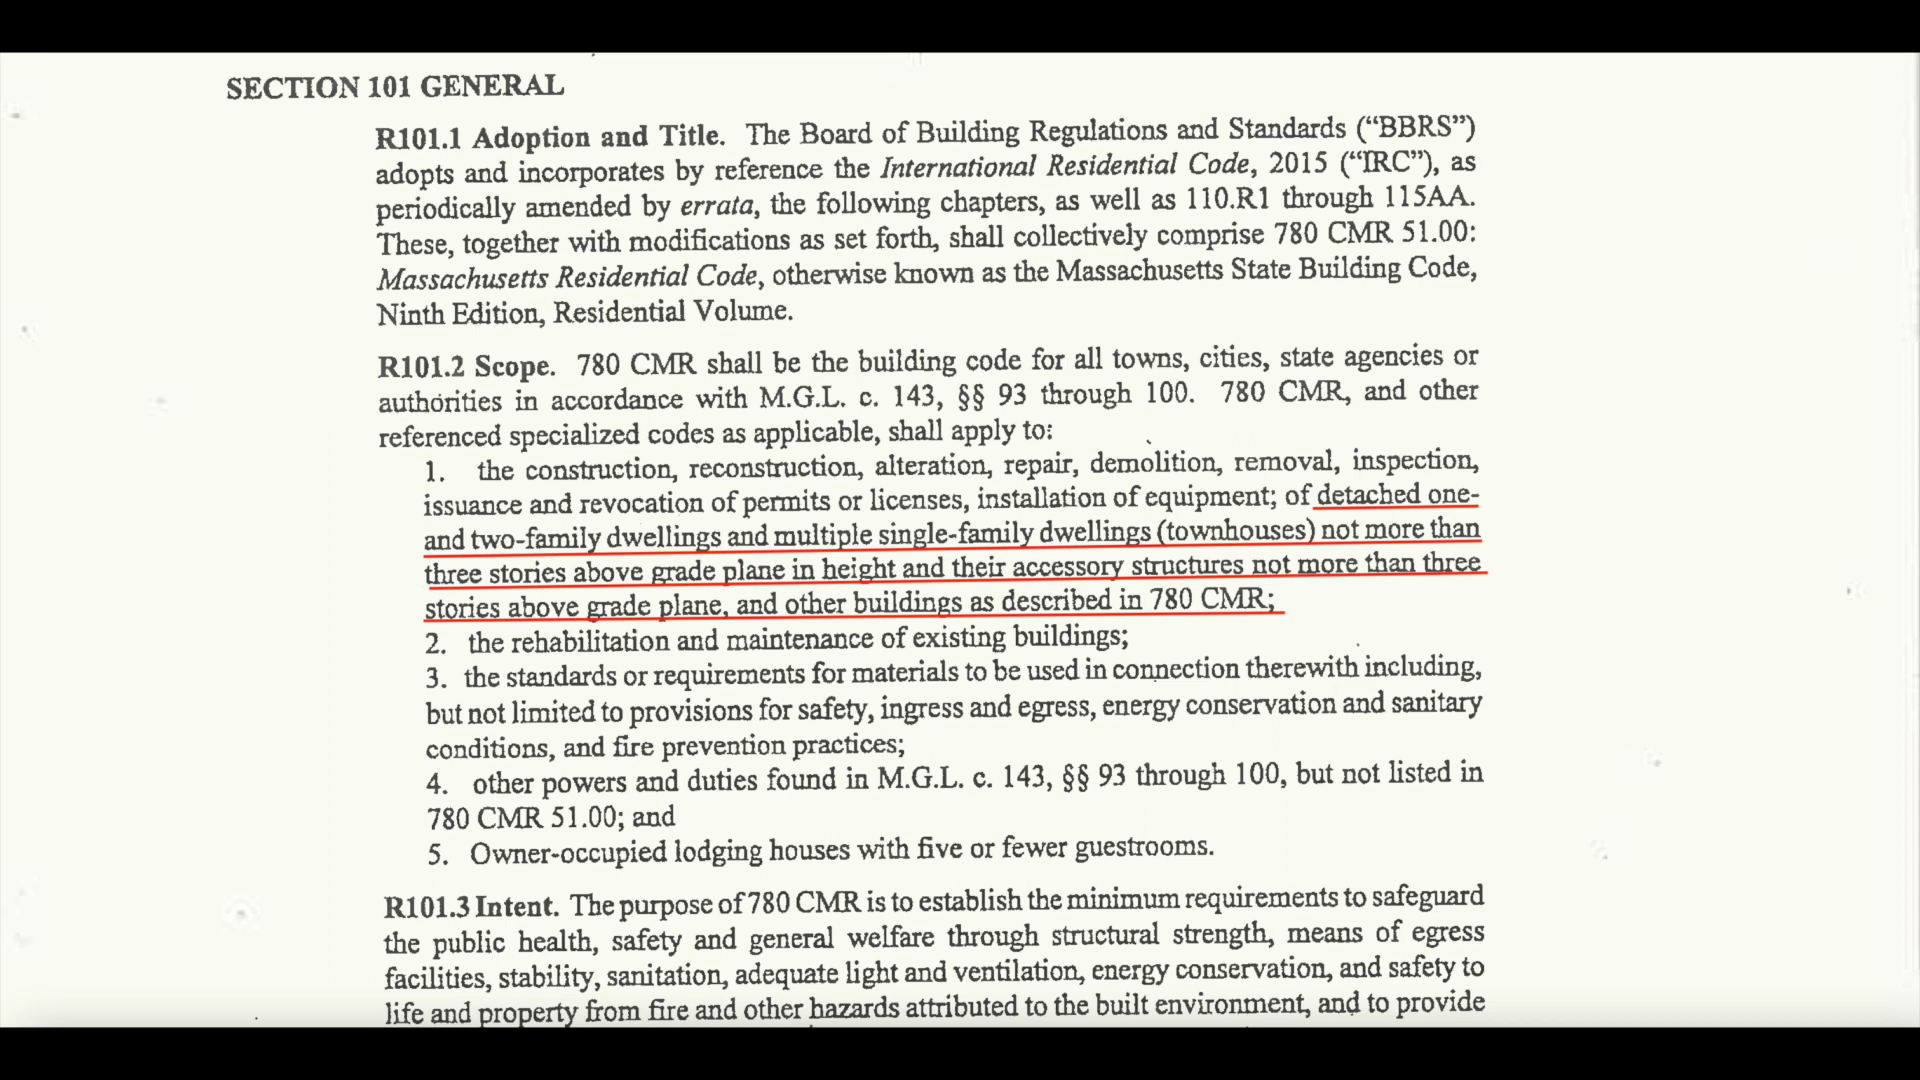 SECTION 101 GENERAL
R101.1 Adoption and Title. The Board of Building Regulations and Standards (“BBRS”)
adopts and incorporates by reference the International Residential Code, 2015 (“IRC”), as
periodically amended by errata, the following chapters, as well as 110.R1 through 115AA.
These, together with modifications as set forth, shall collectively comprise 780 CMR 51.00:
Massachusetts Residential Code, otherwise known as the Massachusetts State Building Code,
Ninth Edition, Residential Volume.
R101.2 Scope. 780 CMR shall be the building code for all towns, cities, state agencies or
authorities in accordance with M.G.L. c. 143, §§ 93 through 100. 780 CMR, and other
referenced specialized codes as applicable, shall apply to:
1. the construction, reconstruction, alteration, repair, demolition, removal, inspection,
issuance and revocation of permits or licenses, installation of equipment; of detached one-
and two-family dwellings and multiple single-family dwellings (townhouses) not more than
three stories above grade plane in height and their accessory structures not more than three
stories above grade plane, and other buildings as described in 780 CMR;
2. the rehabilitation and maintenance of existing buildings;
3. the standards or requirements for materials to be used in connection therewith including,
but not limited to provisions for safety, ingress and egress, energy conservation and sanitary
conditions, and fire prevention practices;
4. other powers and duties found in M.G.L. c. 143, §§ 93 through 100, but not listed in
780 CMR 51.00; and
5. Owner-occupied lodging houses with five or fewer guestrooms.
R101.3 Intent. The purpose of 780 CMR is to establish the minimum requirements to safeguard
the public health, safety and general welfare through structural strength, means of egress
facilities, stability, sanitation, adequate light and ventilation, energy conservation, and safety to
life and property from fire and other hazards attributed to the built environment, and to provide